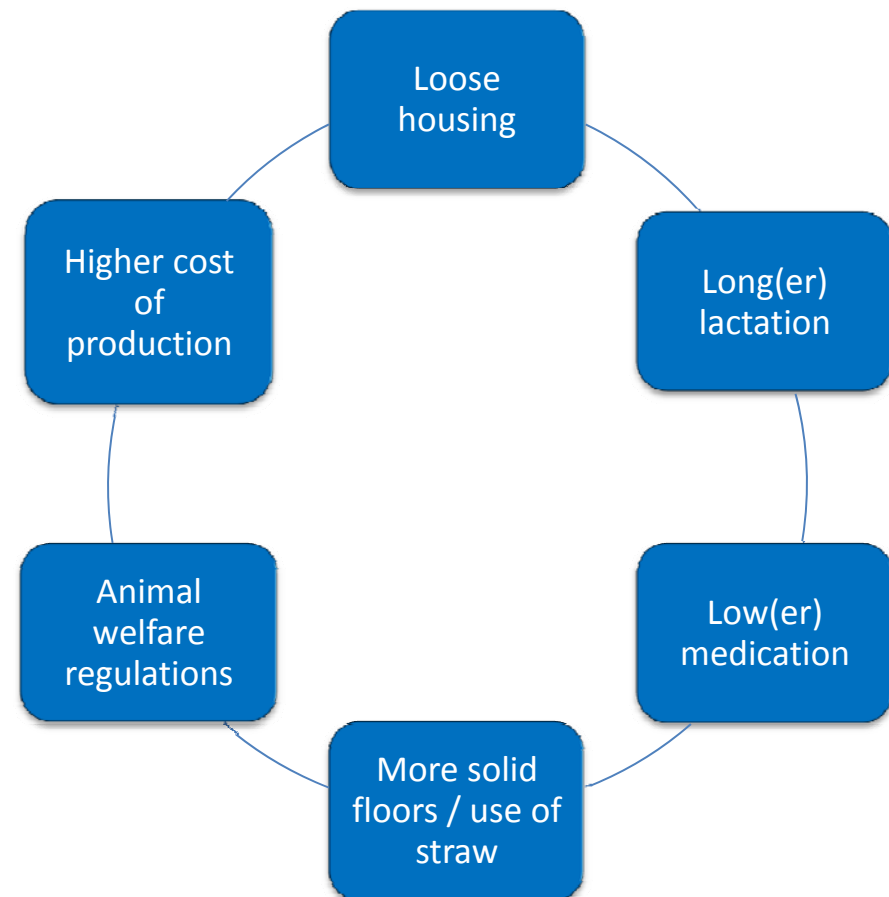 Loose
housing
Long(er)
lactation
Low(er)
medication
More solid
floors / use of
straw
Animal
welfare
regulations
Higher cost
of
production